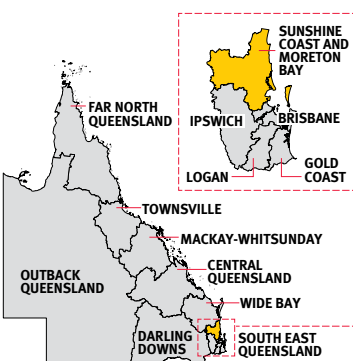 SUNSHINE
COAST AND
MORETON
BAY
FAR NORTH
QUEENSLAND
IPSWICH
BRISBANE
LOGAN
GOLD
COAST
TOWNSVILLE
MACKAY-WHITSUNDAY
CENTRAL
QUEENSLAND
OUTBACK
QUEENSLAND
WIDE BAY
DARLING
DOWNS
SOUTH EAST
QUEENSLAND